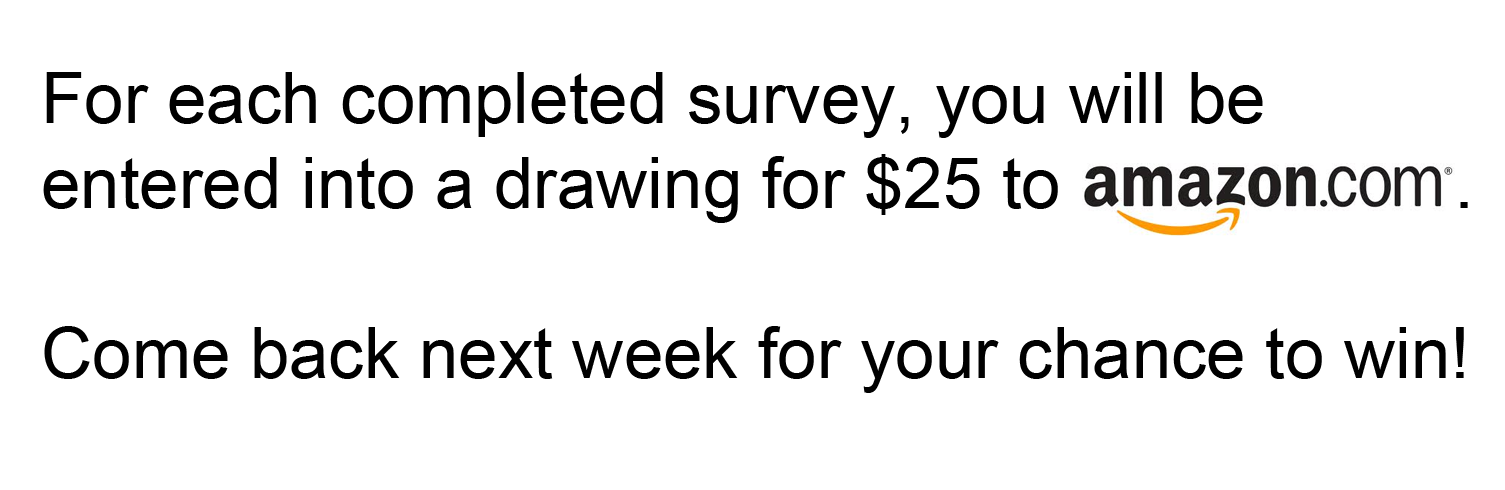 For each completed survey, you will be
entered into a drawing for $25 to amazon.com®.
Come back next week for your chance to win!